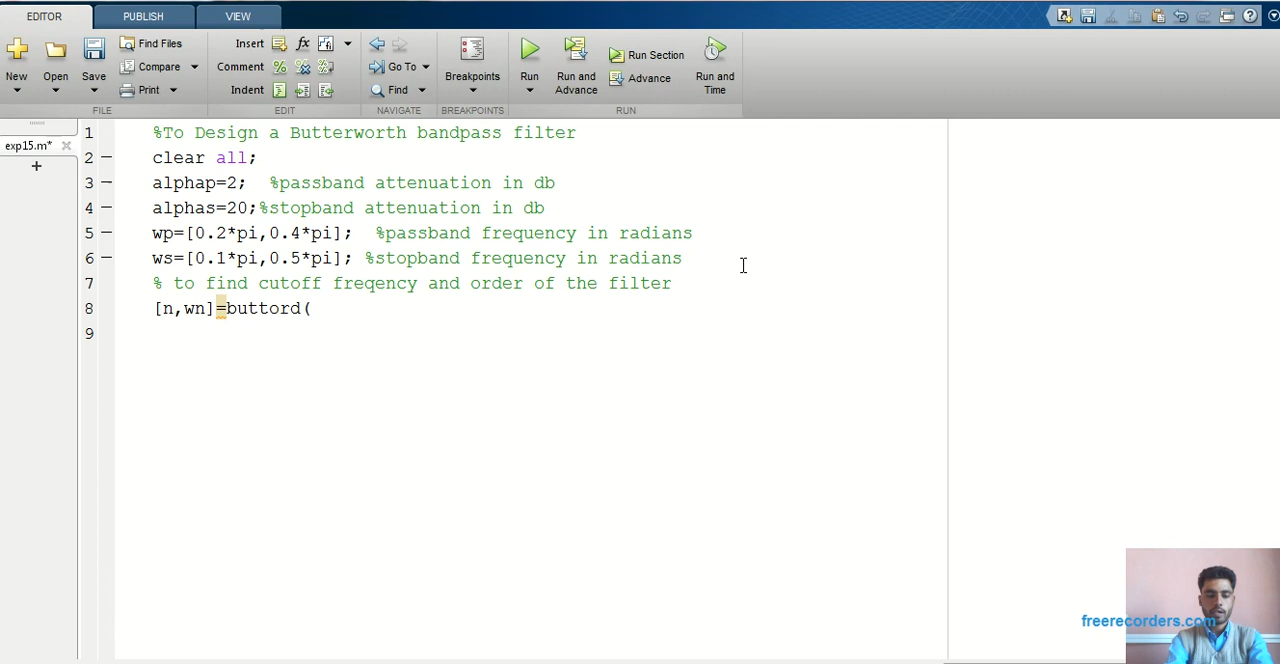 EDITOR PUBLISH VIEW
New Open Save Find Files Compare Print
Insert fx Comment % Indent
Go To Find
Breakpoints
Run Run and Advance Run Section Advance Run and Time
FILE EDIT NAVIGATE BREAKPOINTS RUN
exp15.m*
1 %To Design a Butterworth bandpass filter
2 clear all;
3 alphap=2; %passband attenuation in db
4 alphas=20;%stopband attenuation in db
5 wp=[0.2*pi,0.4*pi]; %passband frequency in radians
6 ws=[0.1*pi,0.5*pi]; %stopband frequency in radians
7 % to find cutoff freqency and order of the filter
8 [n,wn]=buttord(
9
freerecorders.com